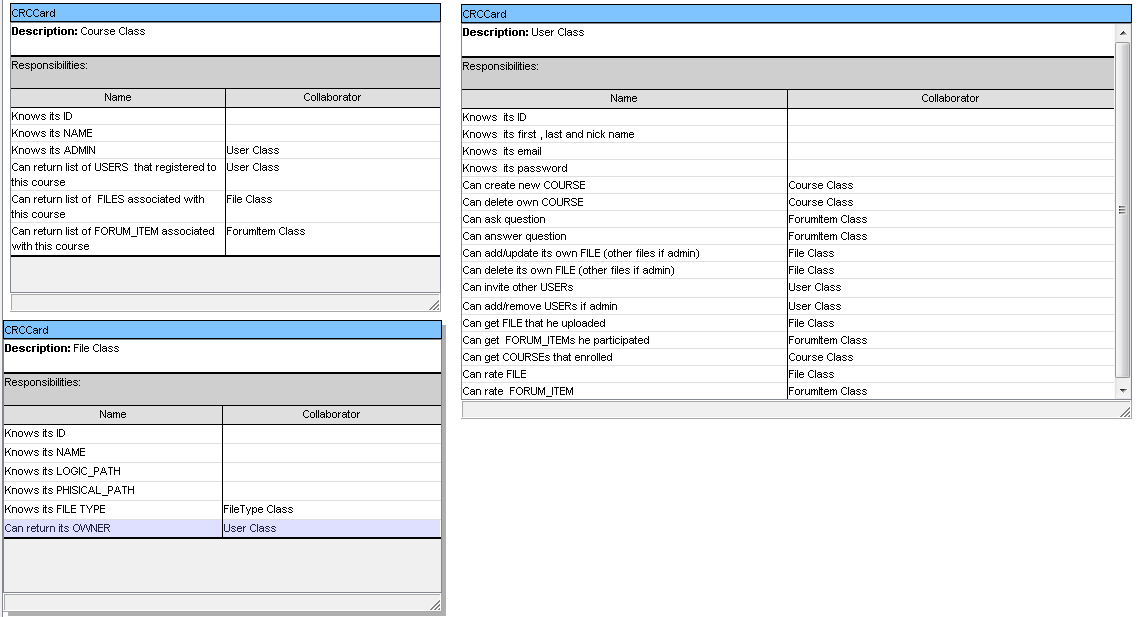 CRCCard
Description: Course Class
Responsibilities:
Name Collaborator
Knows its ID
Knows its NAME
Knows its ADMIN User Class
Can return list of USERS that registered to User Class
this course
Can return list of FILES associated with File Class
this course
Can return list of FORUM_ITEM associated ForumItem Class
with this course
CRCCard
Description: File Class
Responsibilities:
Name Collaborator
Knows its ID
Knows its NAME
Knows its LOGIC_PATH
Knows its PHISICAL_PATH
Knows its FILE TYPE FileType Class
Can return its OWNER User Class
CRCCard
Description: User Class
Responsibilities:
Name Collaborator
Knows its ID
Knows its first , last and nick name
Knows its email
Knows its password
Can create new COURSE Course Class
Can delete own COURSE Course Class
Can ask question ForumItem Class
Can answer question ForumItem Class
Can add/update its own FILE (other files if admin) File Class
Can delete its own FILE (other files if admin) File Class
Can invite other USERs User Class
Can add/remove USERs if admin User Class
Can get FILE that he uploaded File Class
Can get FORUM_ITEMs he participated ForumItem Class
Can get COURSEs that enrolled Course Class
Can rate FILE File Class
Can rate FORUM_ITEM ForumItem Class